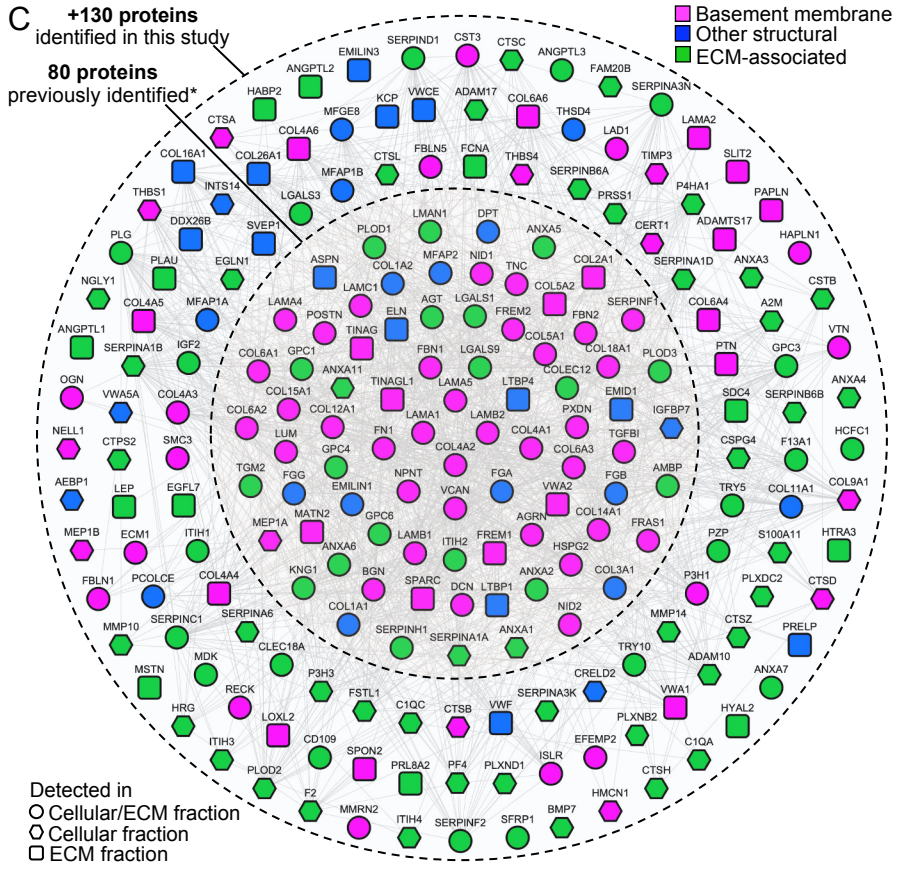 C
+130 proteins
identified in this study
80 proteins
previously identified*
Basement membrane
Other structural
ECM-associated
SERPIND1
CST3
CTSC
ANGPTL3
EMILIN3
FAM20B
ANGPTL2
SERPINA3N
HABP2
KCP
VWCE
ADAM17
COL6A6
MFGE8
THSD4
CTSA
COL4A6
LAD1
LAMA2
COL16A1
COL26A1
MFAP1B
CTSL
FBLN5
FCNA
THBS4
SERPINB6A
TIMP3
SLIT2
THBS1
INTS14
LGALS3
PRSS1
P4HA1
PAPLN
PLG
DDX26B
SVEP1
CERT1
ADAMTS17
HAPLN1
PLAU
EGLN1
SERPINA1D
ANXA3
NGLY1
COL4A5
MFAP1A
COL6A4
A2M
CSTB
ANGPTL1
SERPINA1B
IGF2
PTN
GPC3
VTN
OGN
VWA5A
COL4A3
SDC4
SERPINB6B
ANXA4
NELL1
CTPS2
SMC3
CSPG4
F13A1
HCFC1
AEBP1
LEP
EGFL7
TRY5
COL11A1
COL9A1
MEP1B
ECM1
ITIH1
PZP
S100A11
HTRA3
FBLN1
PCOLCE
COL4A4
P3H1
PLXDC2
CTSD
MMP10
SERPINC1
SERPINA6
MMP14
CTSZ
PRELP
MSTN
MDK
CLEC18A
TRY10
ADAM10
ANXA7
HRG
RECK
P3H3
FSTL1
C1QC
CTSB
VWF
SERPINA3K
CRELD2
PLXNB2
VWA1
HYAL2
ITIH3
LOXL2
CD109
SPON2
PRL8A2
PF4
PLXND1
ISLR
EFEMP2
C1QA
PLOD2
F2
MMRN2
ITIH4
SERPINF2
SFRP1
BMP7
HMCN1
CTSH
LMAN1
DPT
PLOD1
ANXA5
ASPN
COL1A2
MFAP2
NID1
TNC
COL2A1
LAMA4
LAMC1
AGT
LGALS1
COL5A2
SERPINF1
POSTN
TINAG
ELN
FREM2
COL5A1
FBN2
COL6A1
GPC1
FBN1
LGALS9
COL18A1
PLOD3
ANXA11
COLEC12
COL15A1
TINAGL1
LAMA5
LTBP4
EMID1
COL6A2
COL12A1
LAMA1
LAMB2
PXDN
IGFBP7
LUM
FN1
COL4A1
TGFBI
GPC4
COL4A2
COL6A3
TGM2
FGG
NPNT
FGA
FGB
AMBP
EMILIN1
VCAN
VWA2
MEP1A
MATN2
GPC6
AGRN
COL14A1
FRAS1
ANXA6
LAMB1
ITIH2
FREM1
HSPG2
KNG1
BGN
SPARC
DCN
LTBP1
ANXA2
COL3A1
COL1A1
NID2
SERPINH1
SERPINA1A
ANXA1
Detected in
Cellular/ECM fraction
Cellular fraction
ECM fraction